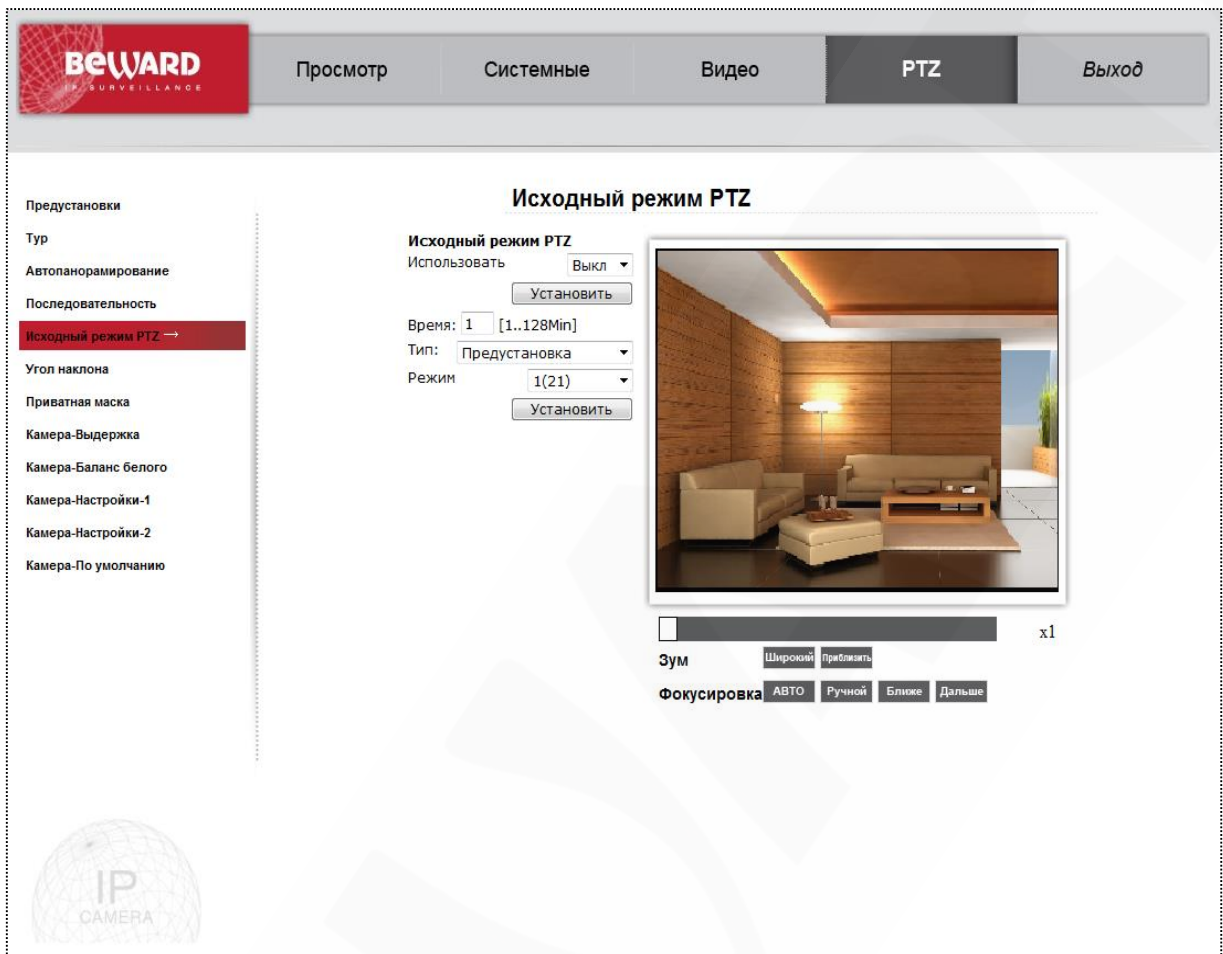 BEWARD
IP SURVEILLANCE
Просмотр
Системные
Видео
PTZ
Выход
Предустановки
Тур
Автопанорамирование
Последовательность
Исходный режим PTZ →
Угол наклона
Приватная маска
Камера-Выдержка
Камера-Баланс белого
Камера-Настройки-1
Камера-Настройки-2
Камера-По умолчанию
Исходный режим PTZ
Исходный режим PTZ
Использовать Выкл
Установить
Время: 1 [1..128Min]
Тип: Предустановка
Режим 1(21)
Установить
x1
Зум Широкий Приблизить
Фокусировка АВТО Ручной Ближе Дальше
IP
CAMERA